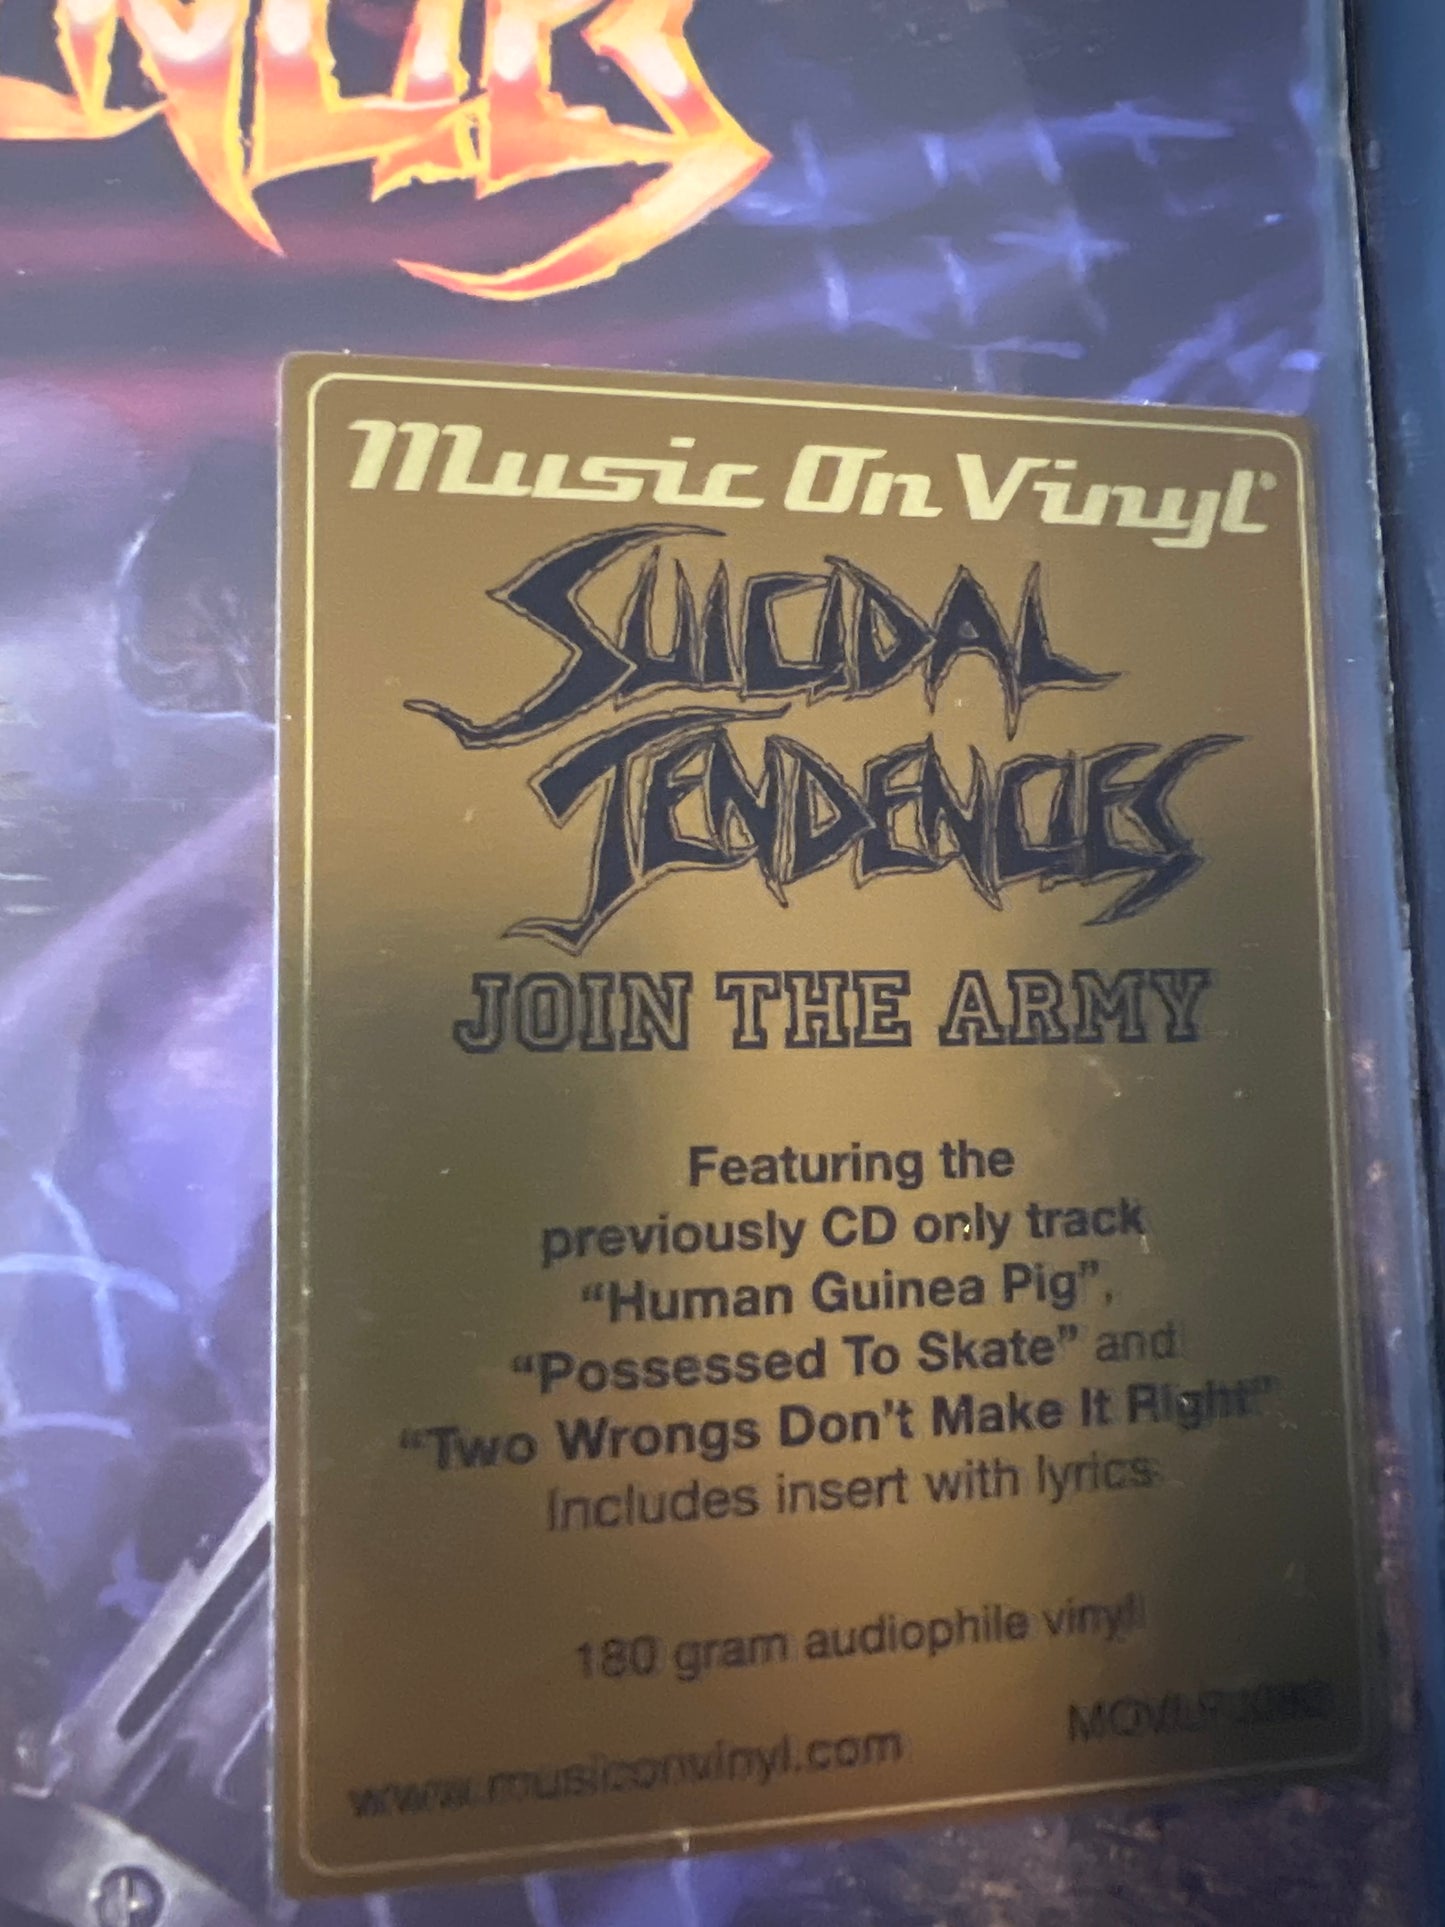 Music On Vinyl
SUICIDAL
TENDENCIES
JOIN THE ARMY
Featuring the
previously CD only track
“Human Guinea Pig”,
“Possessed To Skate” and
“Two Wrongs Don't Make It Right”
Includes insert with lyrics
180 gram audiophile vinyl
www.musiconvinyl.com